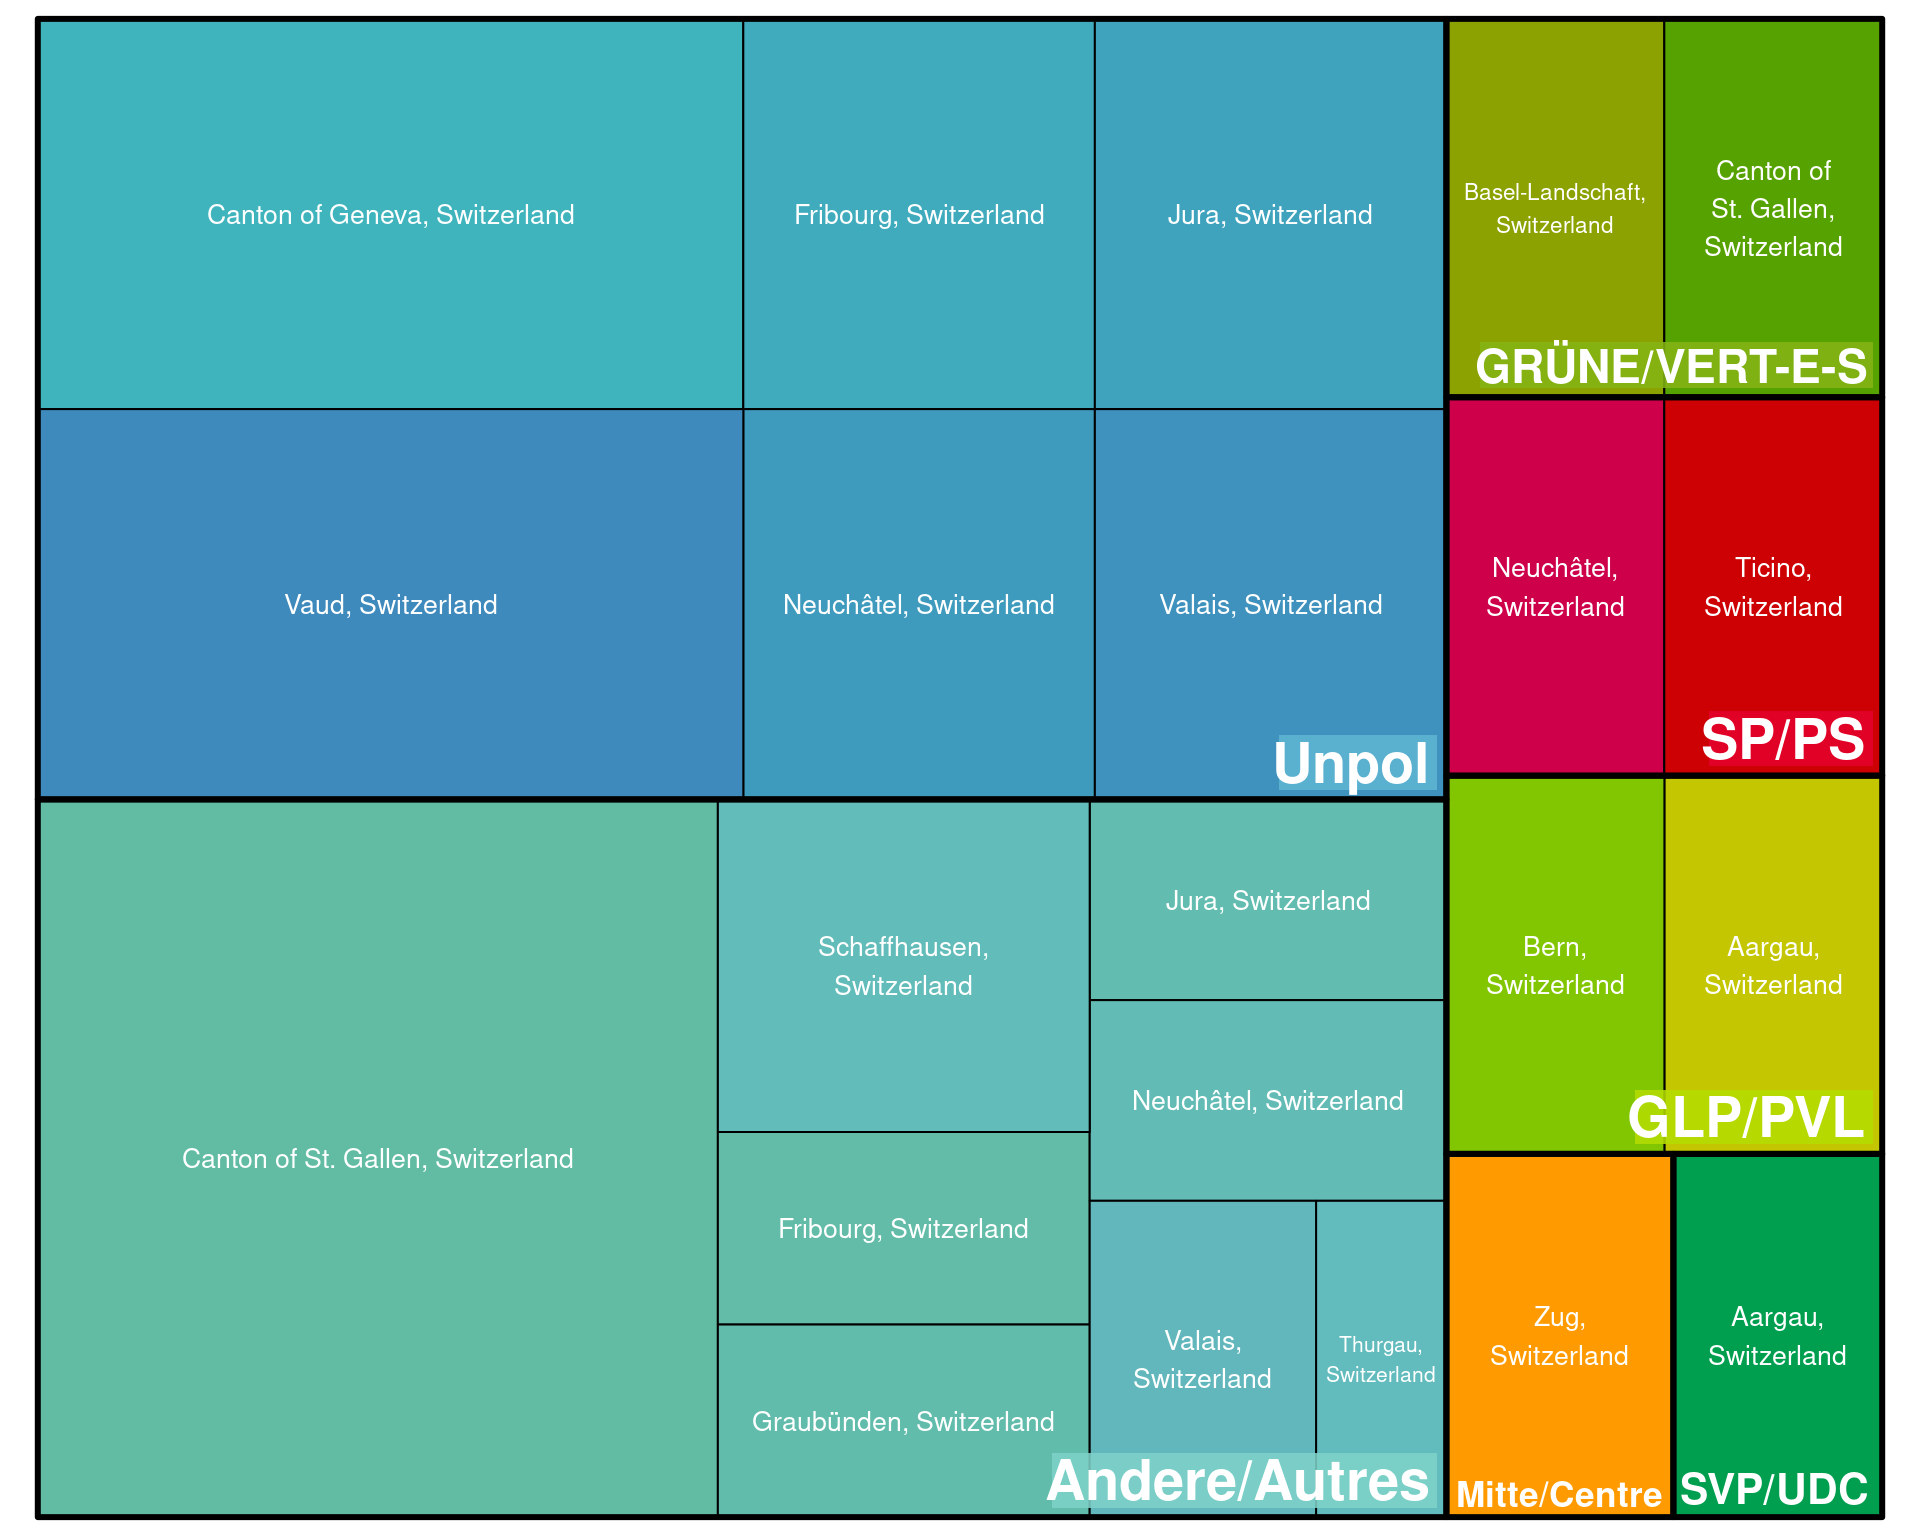 Canton of Geneva, Switzerland
Fribourg, Switzerland
Jura, Switzerland
Vaud, Switzerland
Neuchâtel, Switzerland
Valais, Switzerland
Unpol
Canton of St. Gallen, Switzerland
Schaffhausen,
Switzerland
Fribourg, Switzerland
Graubünden, Switzerland
Jura, Switzerland
Neuchâtel, Switzerland
Valais,
Switzerland
Thurgau,
Switzerland
Andere/Autres
Basel-Landschaft,
Switzerland
Canton of
St. Gallen,
Switzerland
GRÜNE/VERT-E-S
Neuchâtel,
Switzerland
Ticino,
Switzerland
SP/PS
Bern,
Switzerland
Aargau,
Switzerland
GLP/PVL
Zug,
Switzerland
Mitte/Centre
Aargau,
Switzerland
SVP/UDC